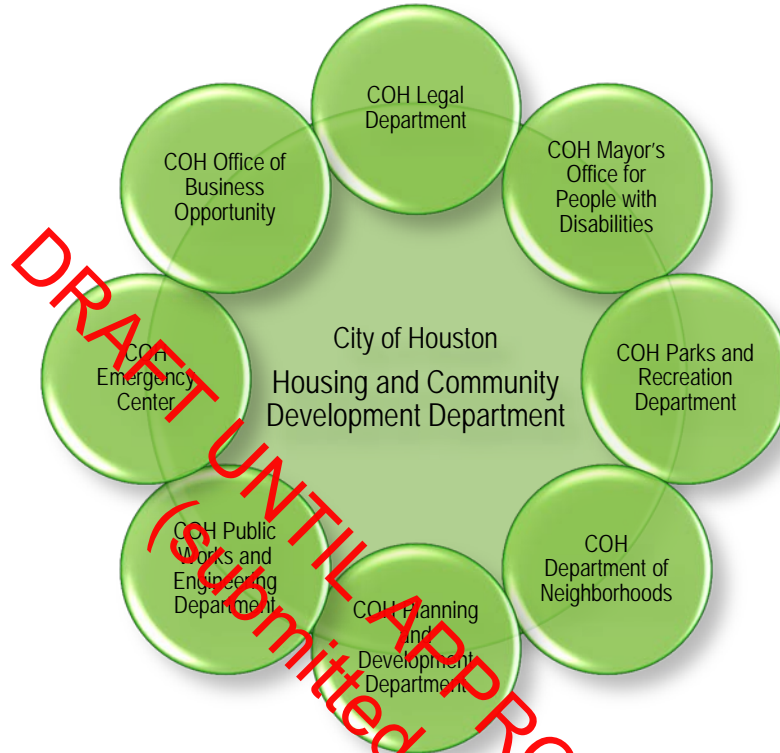 COH Legal
Department
COH Mayor's
Office for
People with
Disabilities
COH Parks and
Recreation
Department
COH
Department of
Neighborhoods
COH Planning
and
Development
Department
COH Public
Works and
Engineering
Department
COH
Emergency
Center
COH Office of
Business
Opportunity
City of Houston
Housing and Community
Development Department
DRAFT UNTIL APPRO
(submitted